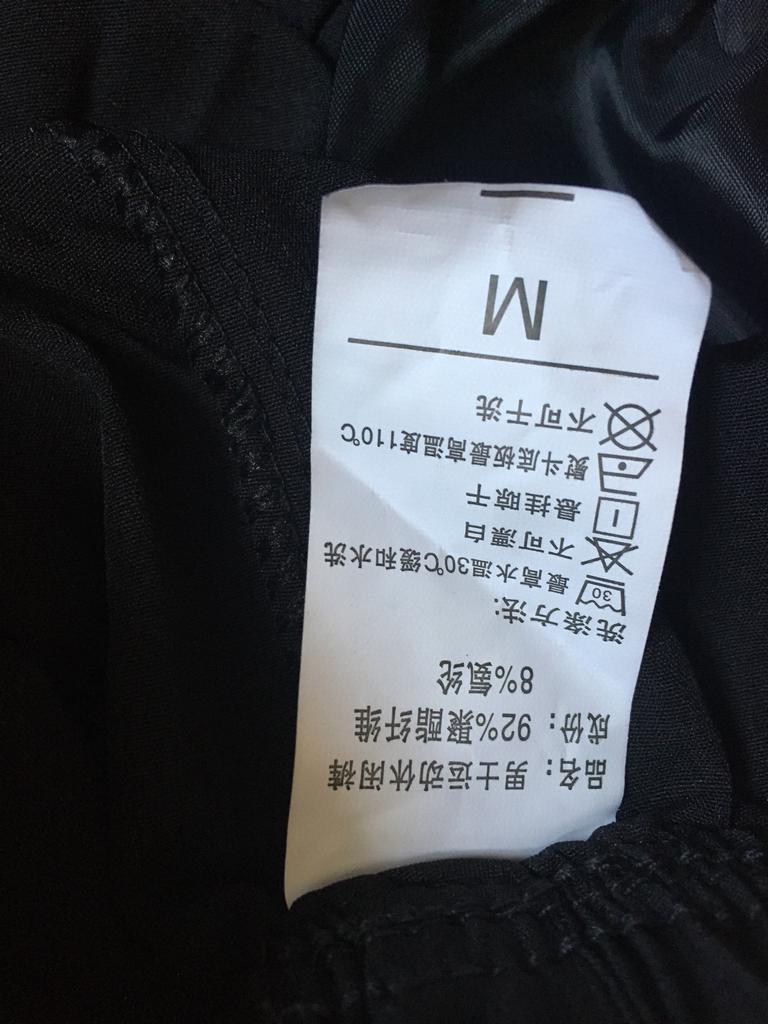 品名：男士运动休闲裤
成份：92%聚酯纤维
8%氨纶
洗涤方法:
30 最高水温30℃缓和水洗
不可漂白
悬挂晾干
熨斗底板最高温度110℃
不可干洗
M